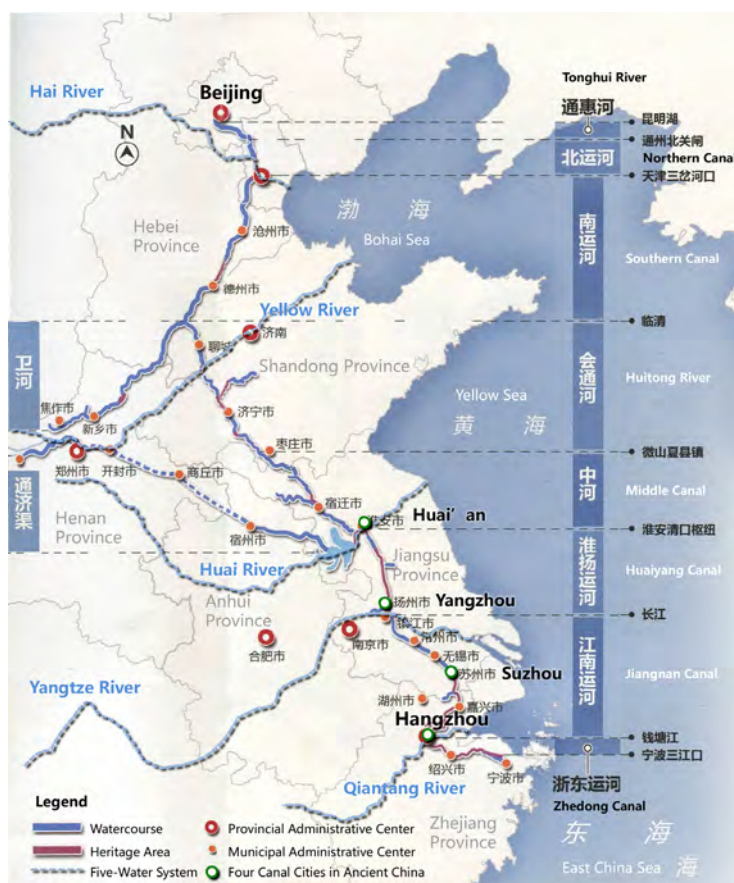 Tonghui River
通惠河
Hai River
Beijing
昆明湖
通州北关闸
北运河
Northern Canal
N
天津三岔河口
渤 海
Bohai Sea
Hebei
Province
沧州市
南运河
Southern Canal
德州市
Yellow River
济南
临清
卫河
聊城
Shandong Province
会通河
Huitong River
Yellow Sea
黄 海
焦作市
新乡市
济宁市
枣庄市
微山夏县镇
郑州市
开封市
商丘市
中河
Middle Canal
通济渠
宿迁市
Henan
Province
淮安市
Huai' an
宿州市
淮安清口枢纽
Jiangsu
Province
淮扬运河
Huaiyang Canal
Huai River
Anhui
Province
扬州市
Yangzhou
长江
镇江市
南京市
常州市
合肥市
无锡市
江南运河
Jiangnan Canal
苏州市
Suzhou
Yangtze River
湖州市
嘉兴市
Hangzhou
钱塘江
宁波三江口
绍兴市
宁波市
浙东运河
Zhedong Canal
Qiantang River
Zhejiang
Province
东 海
East China Sea 海
Legend
Watercourse
Heritage Area
Five-Water System
Provincial Administrative Center
Municipal Administrative Center
Four Canal Cities in Ancient China